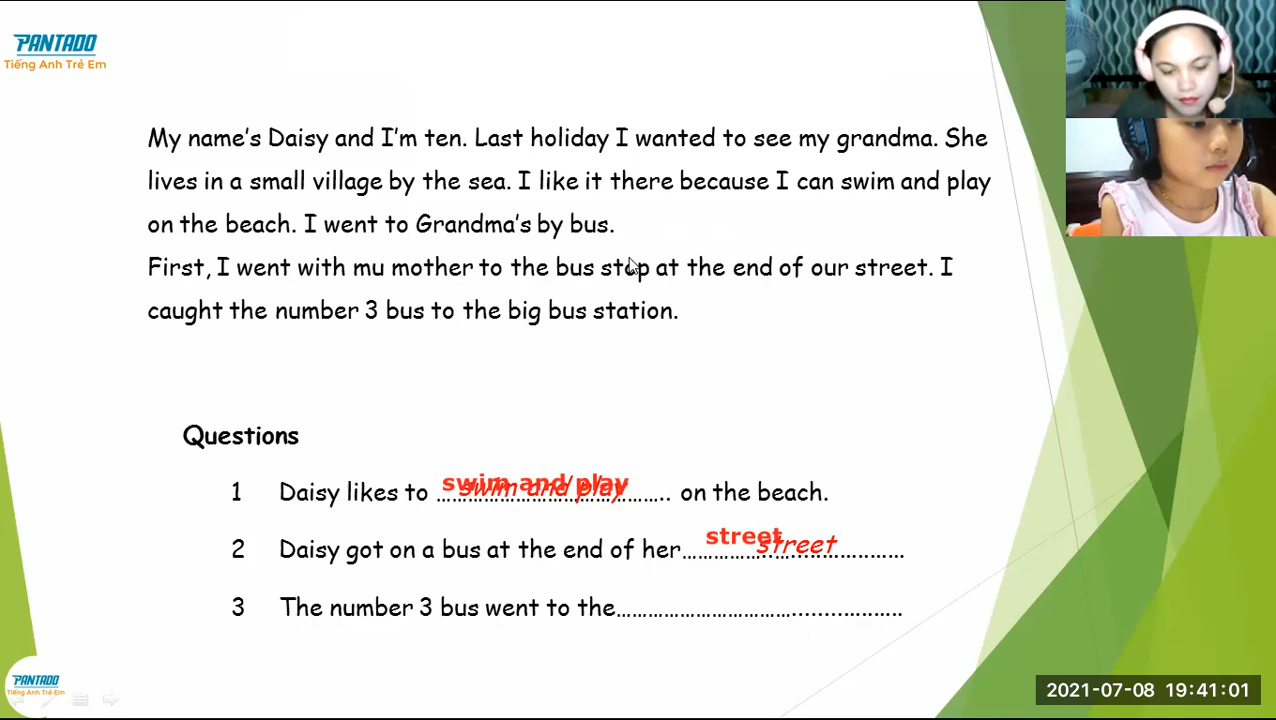 PANTADO
Tiếng Anh Trẻ Em
My name's Daisy and I'm ten. Last holiday I wanted to see my grandma. She
lives in a small village by the sea. I like it there because I can swim and play
on the beach. I went to Grandma's by bus.
First, I went with mu mother to the bus stop at the end of our street. I
caught the number 3 bus to the big bus station.
Questions
swim and play
1 Daisy likes to ……swim and play…….. on the beach.
street
2 Daisy got on a bus at the end of her……………street……………
3 The number 3 bus went to the……………………………..................
PANTADO
Tiếng Anh Trẻ Em
2021-07-08 19:41:01